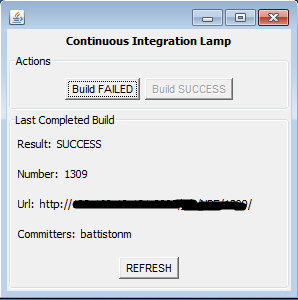 Continuous Integration Lamp
Actions
Build FAILED Build SUCCESS
Last Completed Build
Result: SUCCESS
Number: 1309
Url: http://
Committers: battistonm
REFRESH